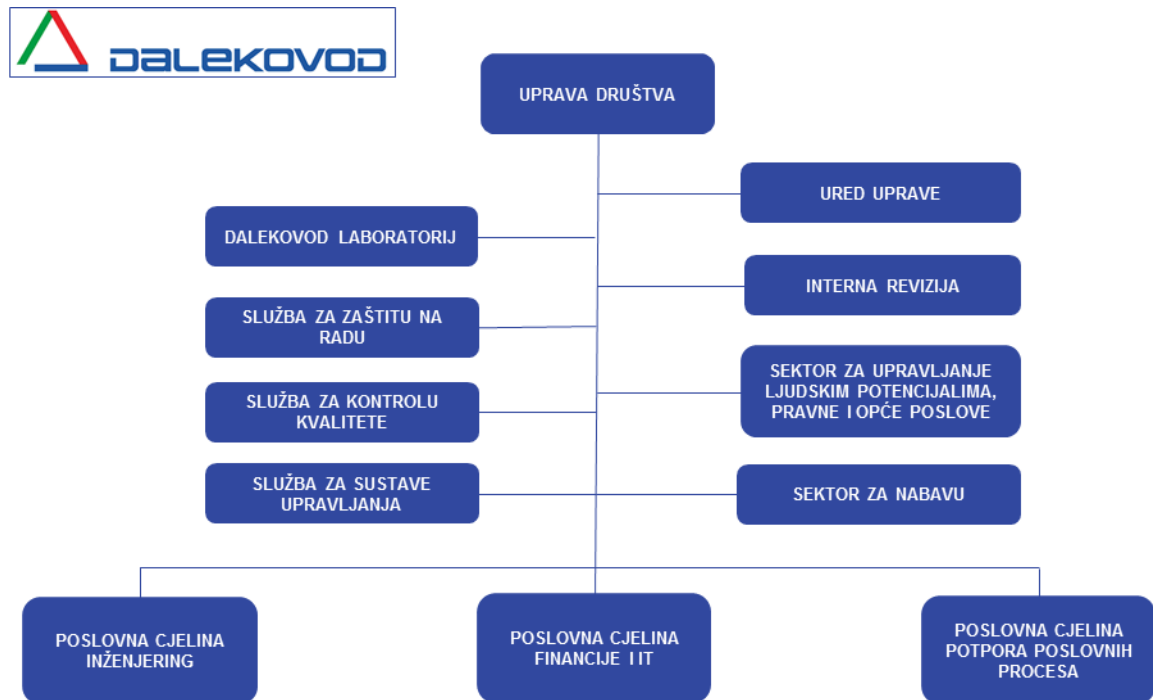 DALEKOVOD
UPRAVA DRUŠTVA
URED UPRAVE
DALEKOVOD LABORATORIJ
INTERNA REVIZIJA
SLUŽBA ZA ZAŠTITU NA
RADU
SEKTOR ZA UPRAVLJANJE
LJUDSKIM POTENCIJALIMA,
PRAVNE I OPĆE POSLOVE
SLUŽBA ZA KONTROLU
KVALITETE
SLUŽBA ZA SUSTAVE
UPRAVLJANJA
SEKTOR ZA NABAVU
POSLOVNA CJELINA
INŽENJERING
POSLOVNA CJELINA
FINANCIJE I IT
POSLOVNA CJELINA
POTPORA POSLOVNIH
PROCESA